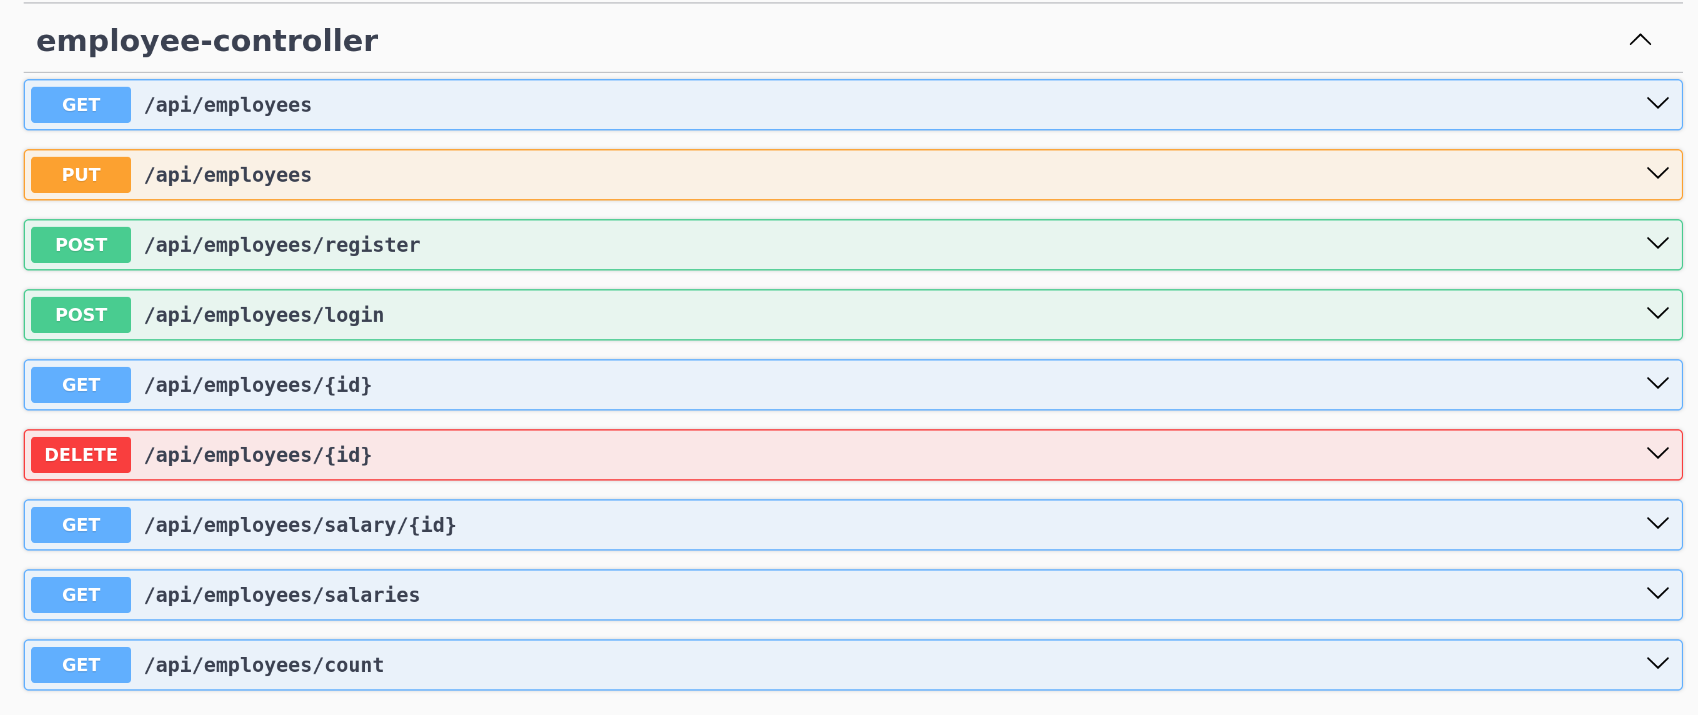 employee-controller
GET /api/employees
PUT /api/employees
POST /api/employees/register
POST /api/employees/login
GET /api/employees/{id}
DELETE /api/employees/{id}
GET /api/employees/salary/{id}
GET /api/employees/salaries
GET /api/employees/count